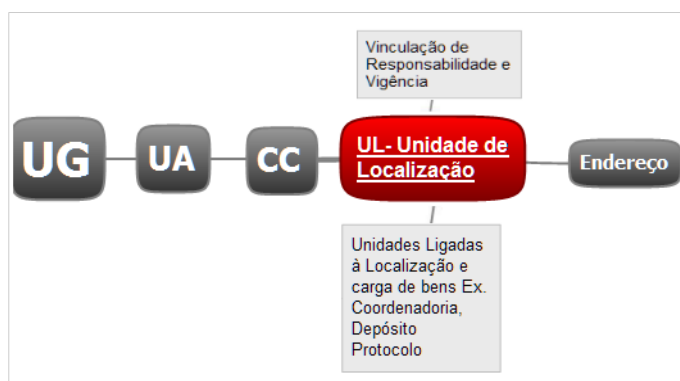 Vinculação de
Responsabilidade e
Vigência
UG
UA
CC
UL- Unidade de
Localização
Endereço
Unidades Ligadas
à Localização e
carga de bens Ex.
Coordenadoria,
Depósito
Protocolo